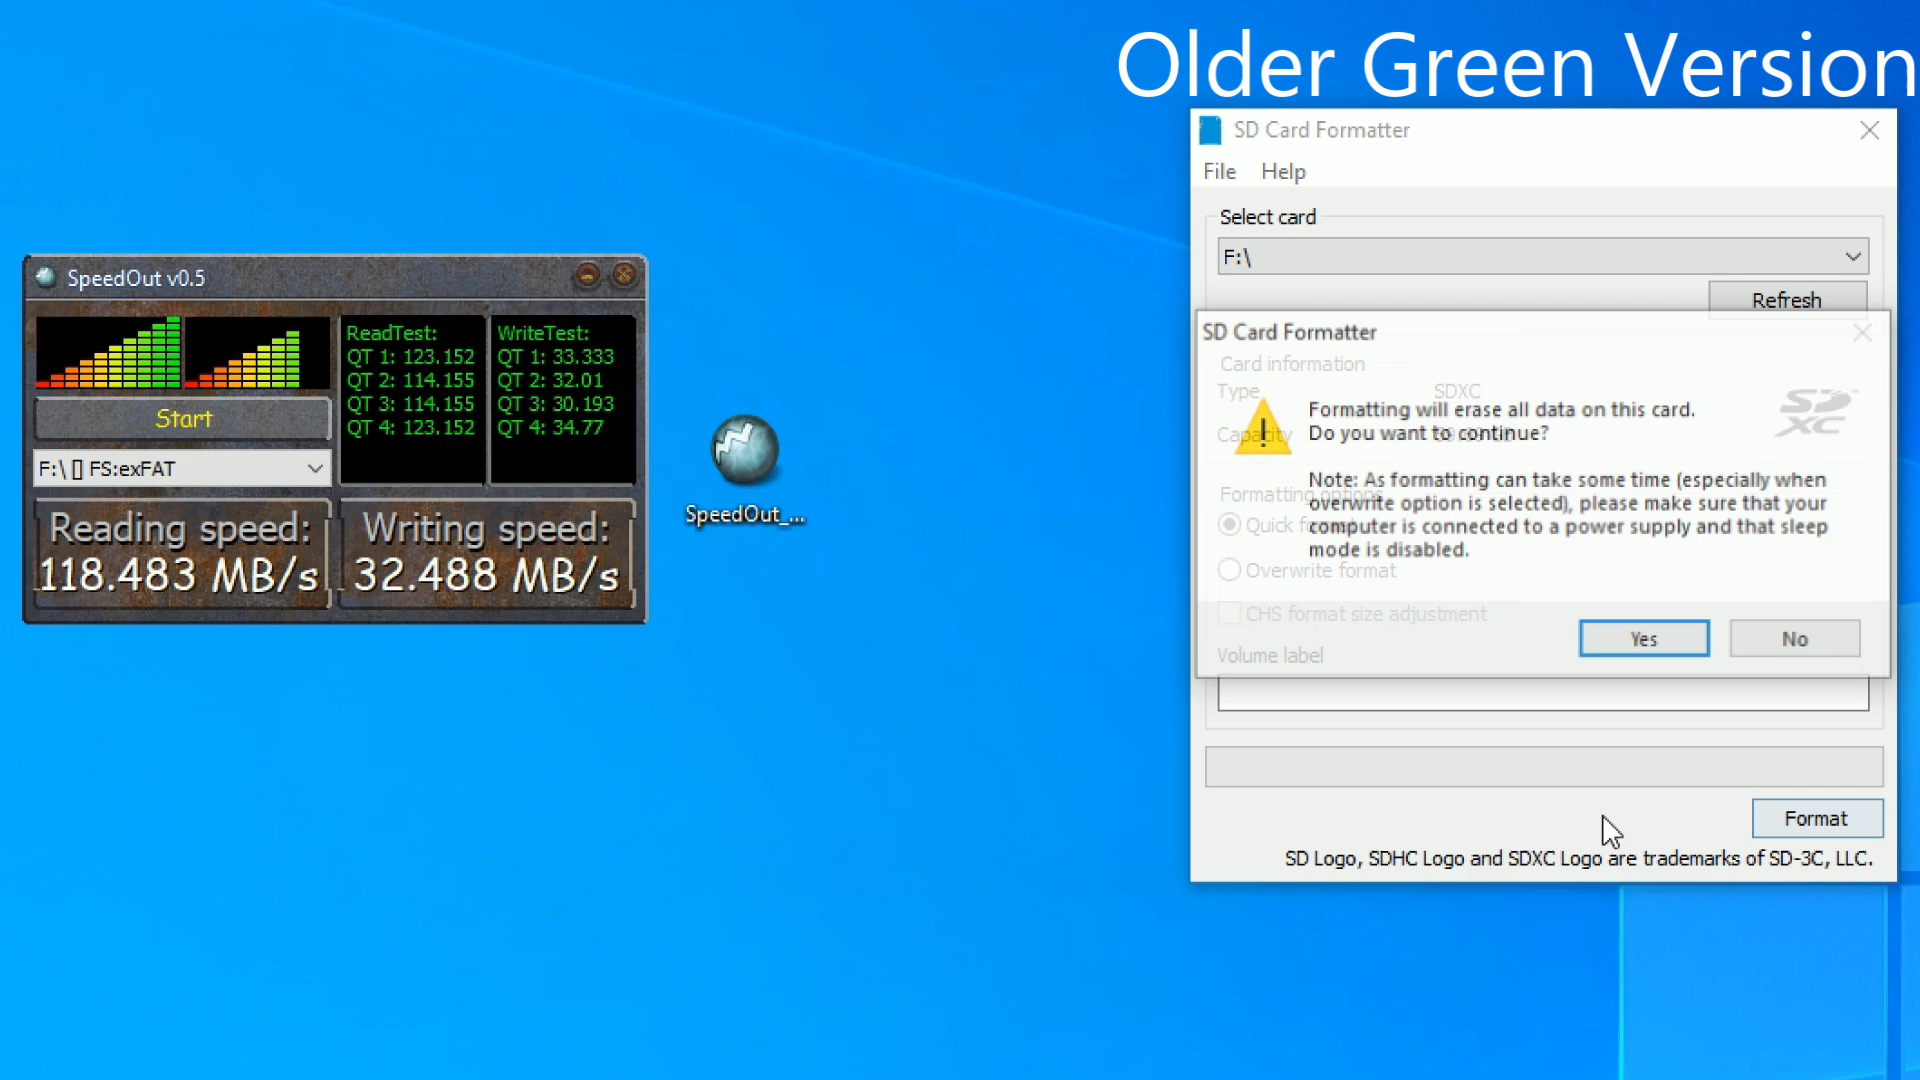 Older Green Version
SpeedOut v0.5
ReadTest:
QT 1: 123.152
QT 2: 114.155
QT 3: 114.155
QT 4: 123.152
WriteTest:
QT 1: 33.333
QT 2: 32.01
QT 3: 30.193
QT 4: 34.77
Start
F:\ [] FS:exFAT
Reading speed:
118.483 MB/s
Writing speed:
32.488 MB/s
SpeedOut_...
SD Card Formatter
File Help
Select card
F:\
Refresh
SD Card Formatter
Card information
Type SDXC
Capacity
SD XC
Formatting will erase all data on this card.
Do you want to continue?
Note: As formatting can take some time (especially when
overwrite option is selected), please make sure that your
computer is connected to a power supply and that sleep
mode is disabled.
Formatting options
Quick format
Overwrite format
CHS format size adjustment
Volume label
Yes
No
Format
SD Logo, SDHC Logo and SDXC Logo are trademarks of SD-3C, LLC.